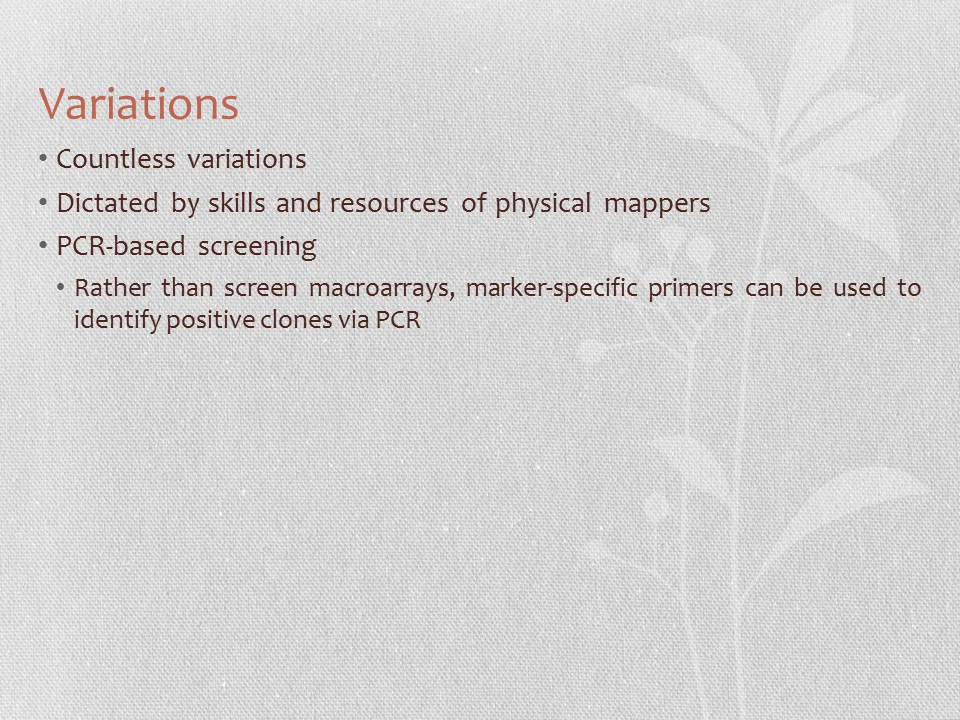 Variations
• Countless variations
• Dictated by skills and resources of physical mappers
• PCR-based screening
• Rather than screen macroarrays, marker-specific primers can be used to
identify positive clones via PCR